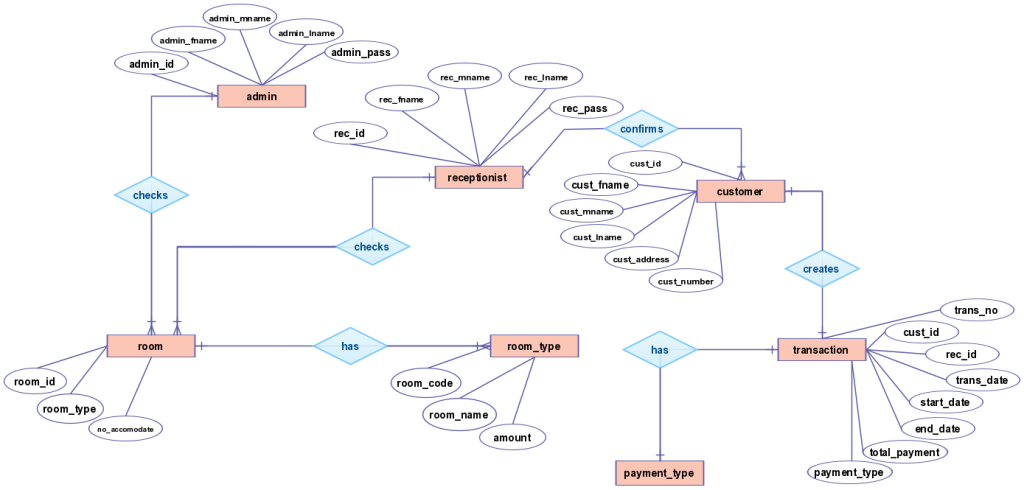 admin_mname
admin_fname
admin_lname
admin_pass
admin_id
admin
rec_mname
rec_lname
rec_fname
rec_pass
rec_id
receptionist
confirms
cust_id
cust_fname
cust_mname
cust_lname
cust_address
cust_number
customer
checks
checks
creates
room
has
room_type
room_id
room_type
no_accomodate
room_code
room_name
amount
has
transaction
trans_no
cust_id
rec_id
trans_date
start_date
end_date
total_payment
payment_type
payment_type